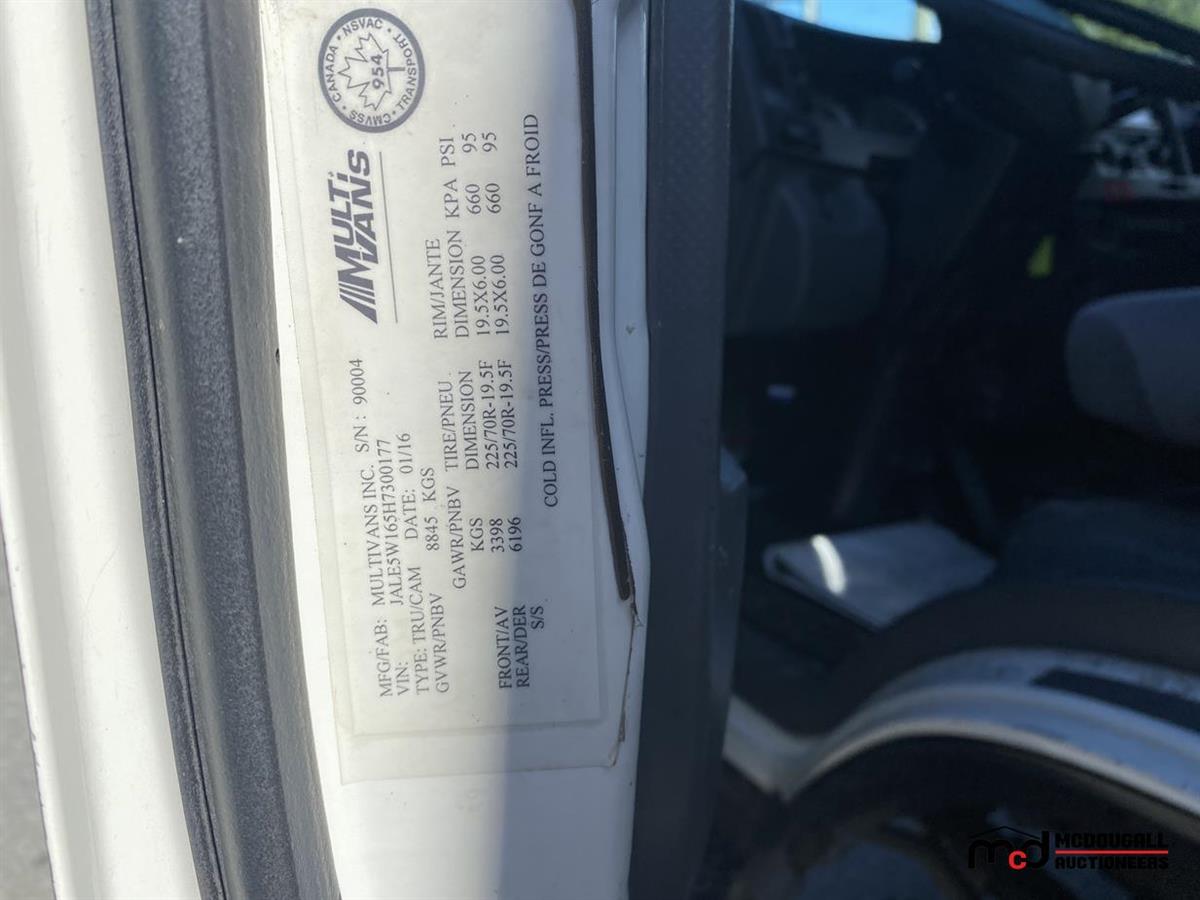 MFG/FAB: MULTIVANS INC. S/N : 90004
VIN: JALE5W165H7300177
TYPE: TRU/CAM DATE: 01/16
GVWR/PNBV 8845 KGS
GAWR/PNBV TIRE/PNEU RIM/JANTE
KGS DIMENSION DIMENSION KPA PSI
FRONT/AV 3398 225/70R-19.5F 19.5X6.00 660 95
REAR/DER 6196 225/70R-19.5F 19.5X6.00 660 95
S/S
COLD INFL. PRESS/PRESS DE GONF A FROID
MULTI
VANS
CANADA • NSVAC • TRANSPORT • CMVSS •
954
mcd MCDOUGALL
AUCTIONEERS